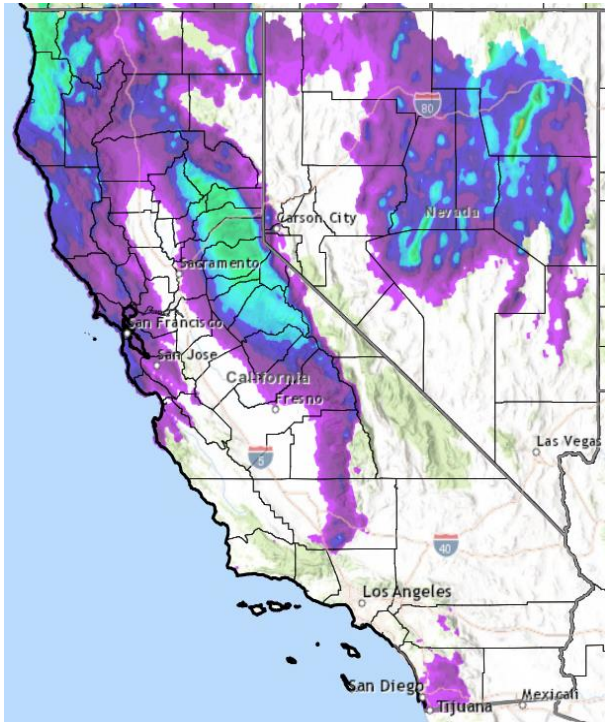 80
Carson City
Nevada
Sacramento
San Francisco
San Jose
California
Fresno
5
Las Vegas
40
Los Angeles
San Diego
Tijuana
Mexicali